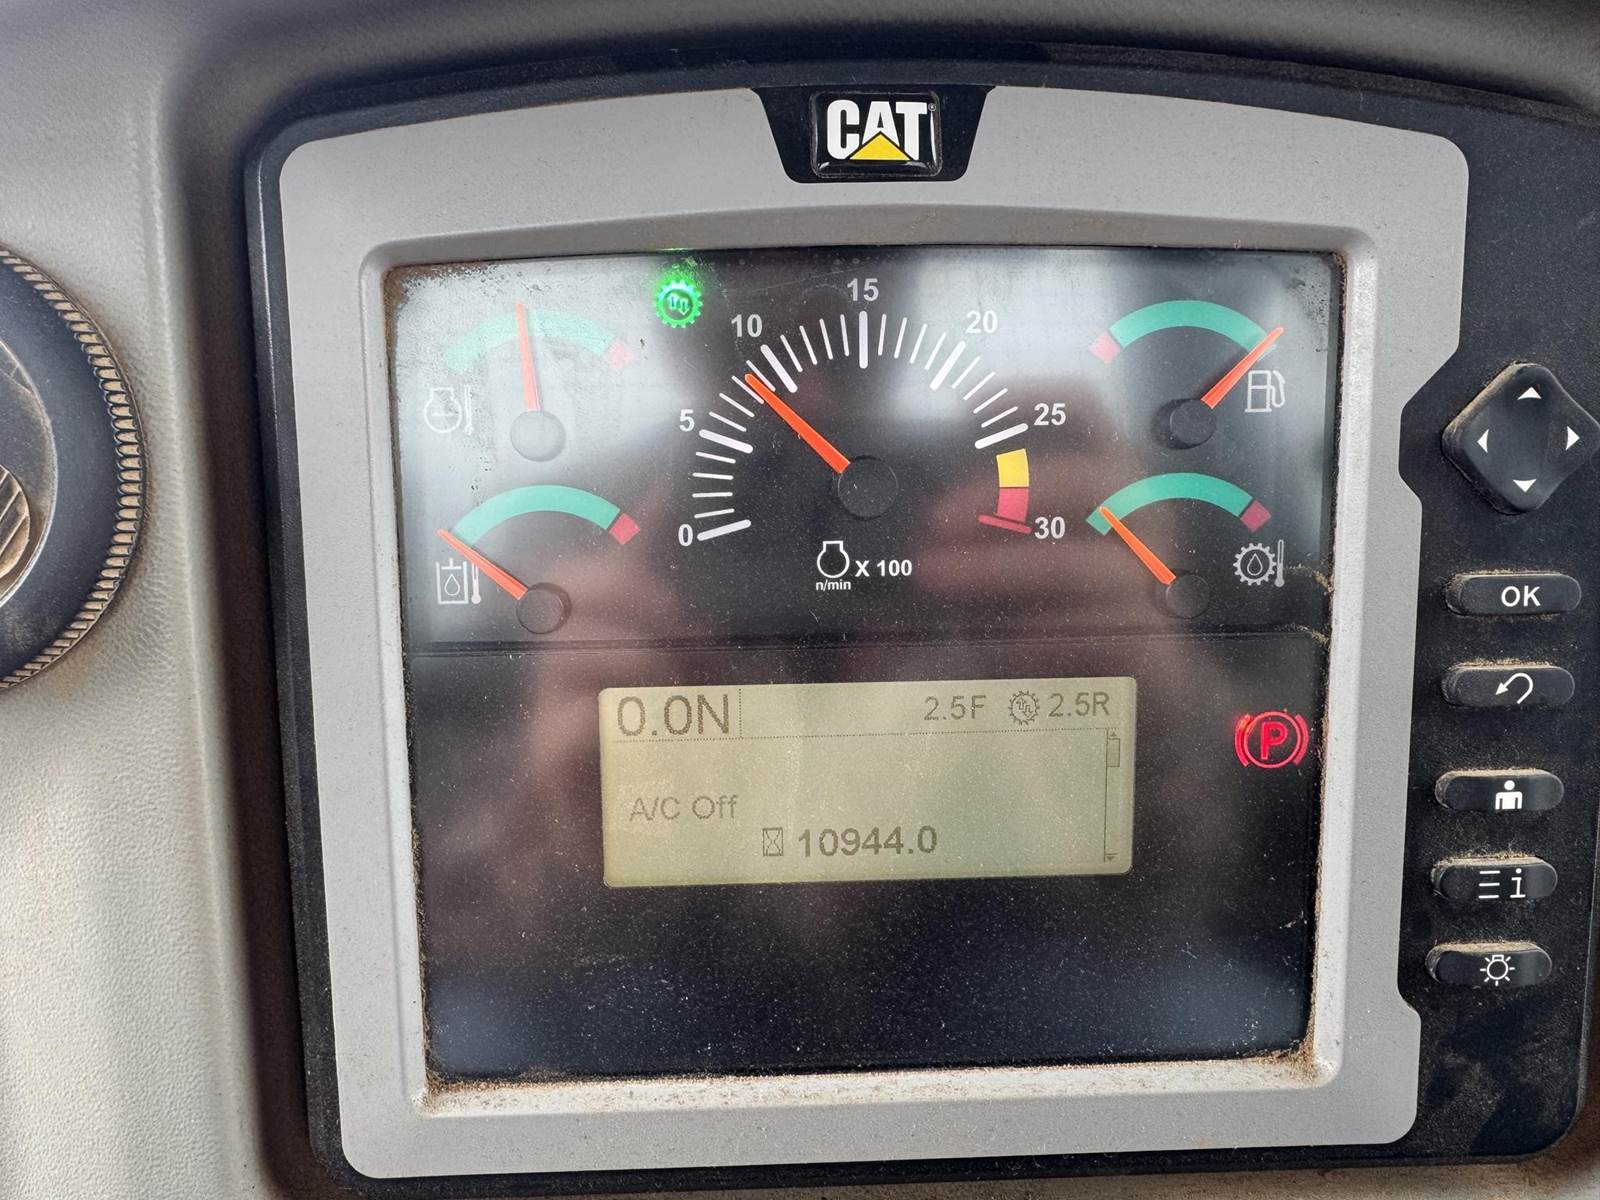 CAT
15
10
20
5
25
0
30
n/min
X 100
0.0N
2.5F
2.5R
A/C Off
10944.0
P
OK
i